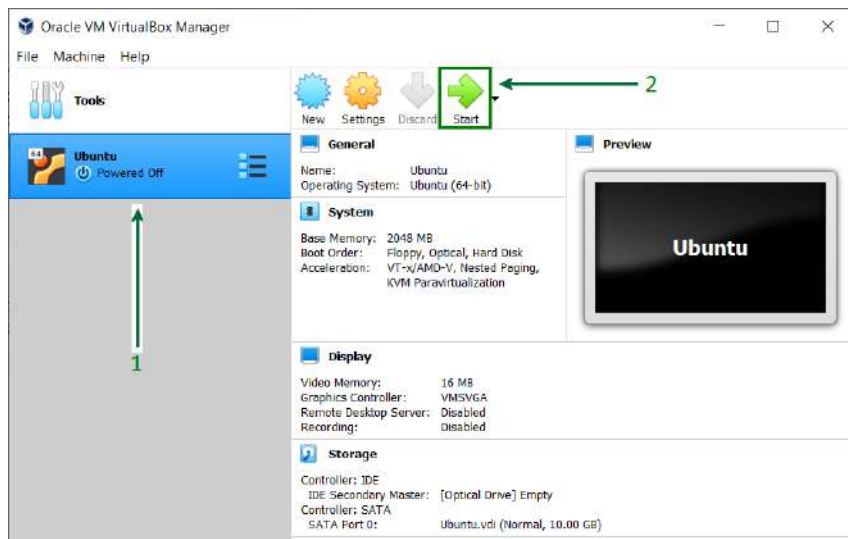 Oracle VM VirtualBox Manager
File Machine Help
Tools
New Settings Discard Start
2
64
Ubuntu
Powered Off
1
General
Name: Ubuntu
Operating System: Ubuntu (64-bit)
System
Base Memory: 2048 MB
Boot Order: Floppy, Optical, Hard Disk
Acceleration: VT-x/AMD-V, Nested Paging,
KVM Paravirtualization
Preview
Ubuntu
Display
Video Memory: 16 MB
Graphics Controller: VMSVGA
Remote Desktop Server: Disabled
Recording: Disabled
Storage
Controller: IDE
IDE Secondary Master: [Optical Drive] Empty
Controller: SATA
SATA Port 0: Ubuntu.vdi (Normal, 10.00 GB)